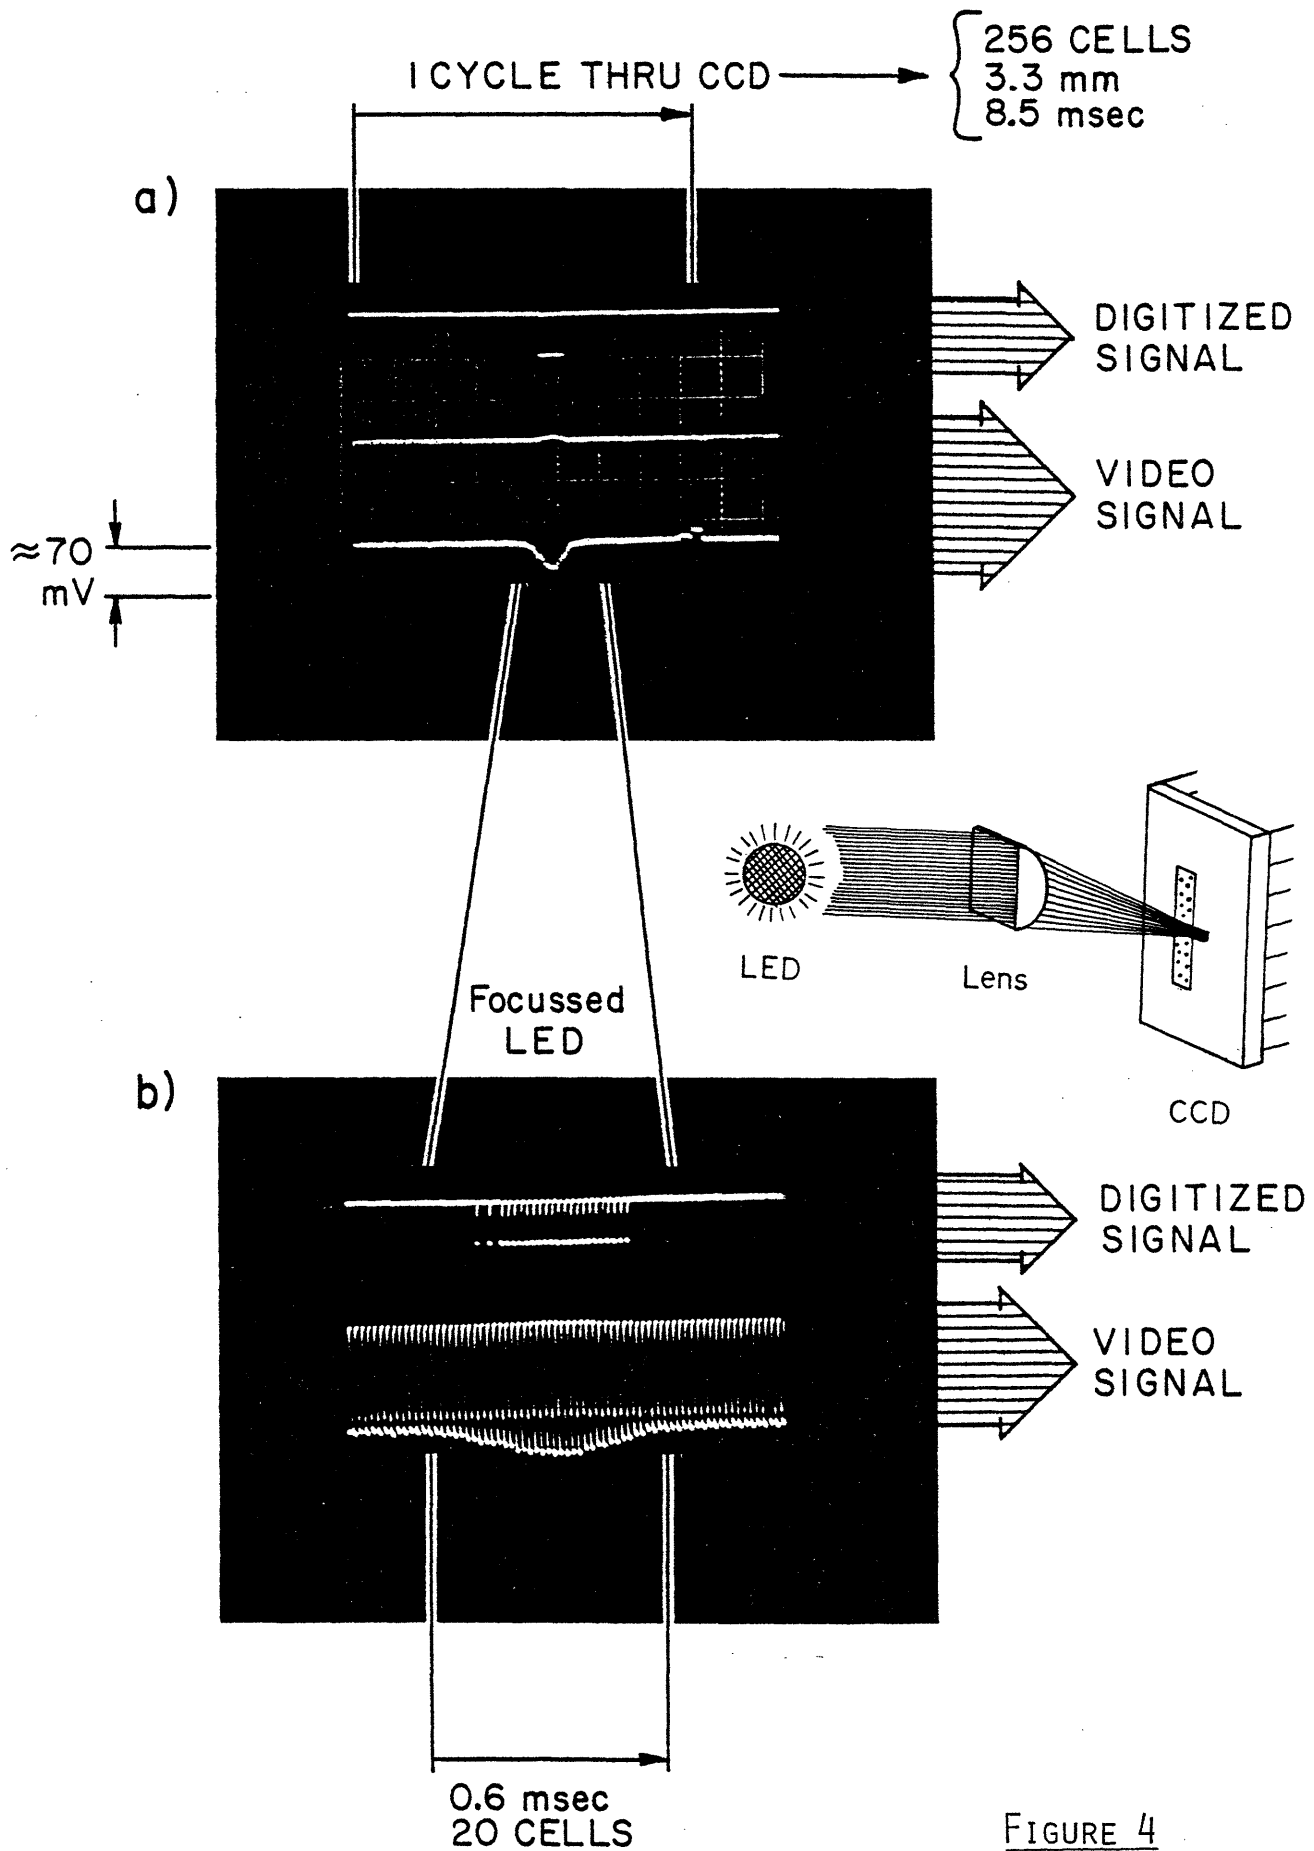 1 CYCLE THRU CCD
256 CELLS
3.3 mm
8.5 msec
a)
DIGITIZED
SIGNAL
VIDEO
SIGNAL
≈70
mV
LED
Lens
CCD
Focussed
LED
b)
DIGITIZED
SIGNAL
VIDEO
SIGNAL
0.6 msec
20 CELLS
FIGURE 4